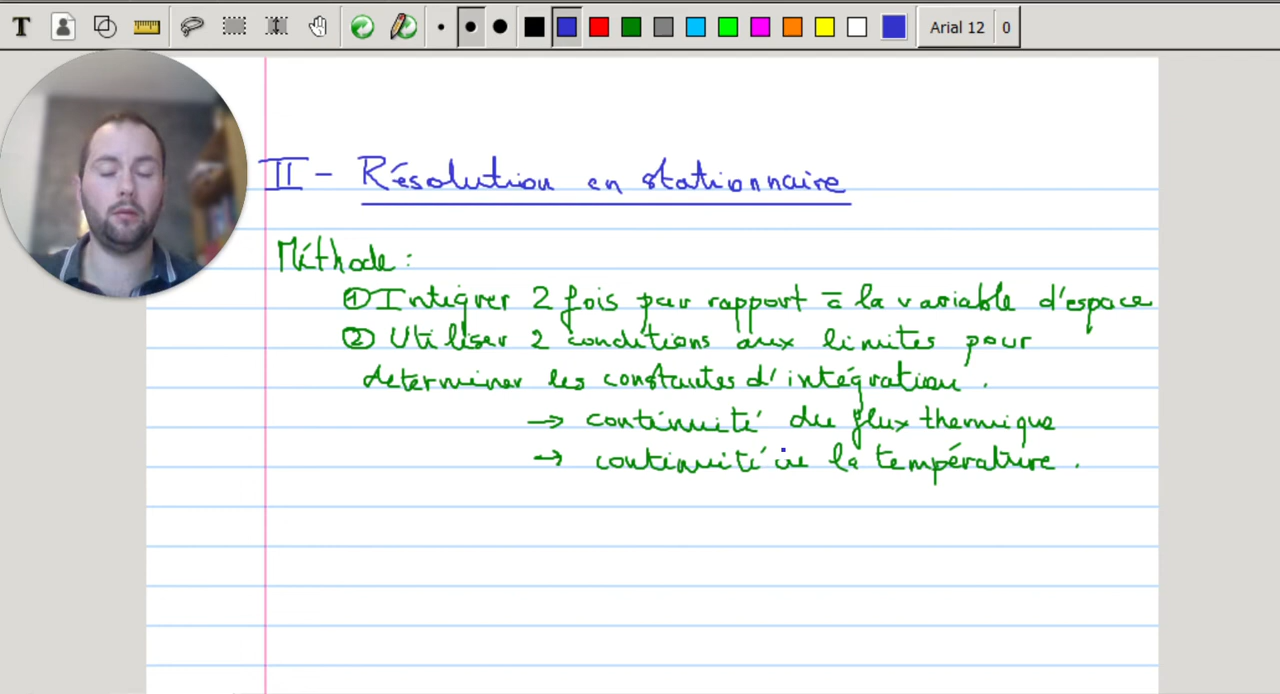 T Arial 12 0
II - Résolution en stationnaire
Méthode :
① Intégrer 2 fois par rapport à la variable d'espace
② Utiliser 2 conditions aux limites pour
déterminer les constantes d'intégration.
→ continuité du flux thermique
→ continuité de la température.